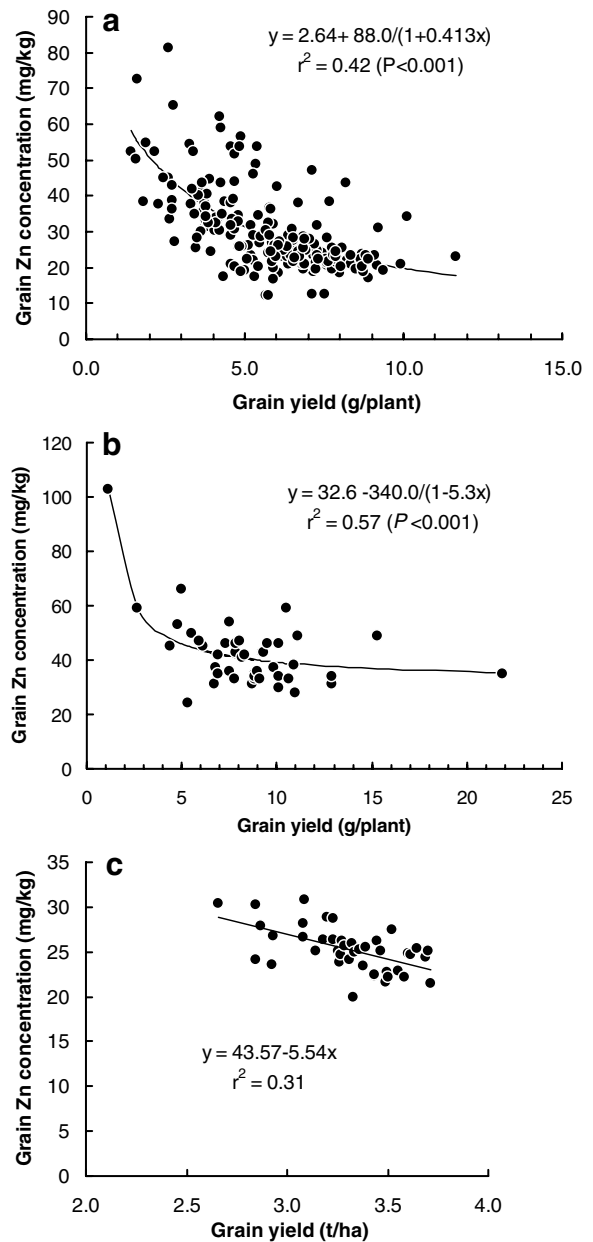 a
y = 2.64+ 88.0/(1+0.413x)
r² = 0.42 (P<0.001)
Grain Zn concentration (mg/kg)
90
80
70
60
50
40
30
20
10
0
0.0 5.0 10.0 15.0
Grain yield (g/plant)
b
y = 32.6 -340.0/(1-5.3x)
r² = 0.57 (P<0.001)
Grain Zn concentration (mg/kg)
120
100
80
60
40
20
0
0 5 10 15 20 25
Grain yield (g/plant)
c
Grain Zn concentration (mg/kg)
35
30
25
20
15
10
5
0
y = 43.57-5.54x
r² = 0.31
2.0 2.5 3.0 3.5 4.0
Grain yield (t/ha)